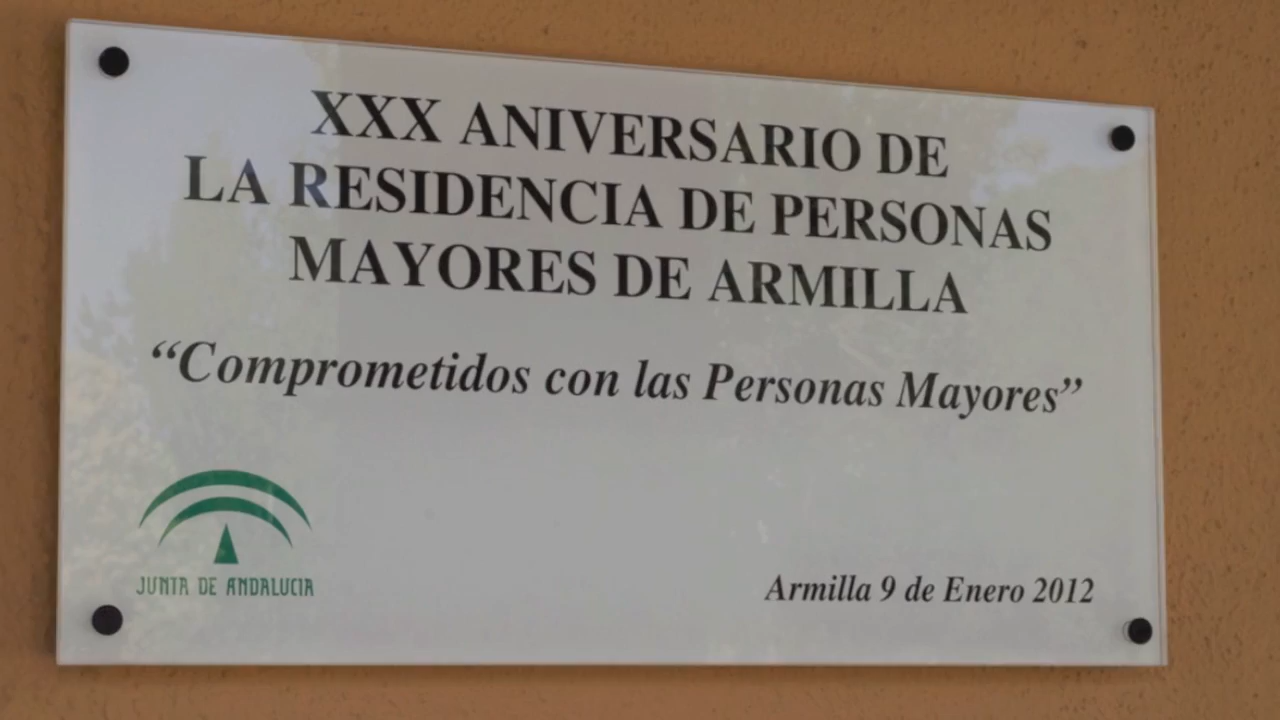 XXX ANIVERSARIO DE
LA RESIDENCIA DE PERSONAS
MAYORES DE ARMILLA
“Comprometidos con las Personas Mayores”
JUNTA DE ANDALUCIA
Armilla 9 de Enero 2012